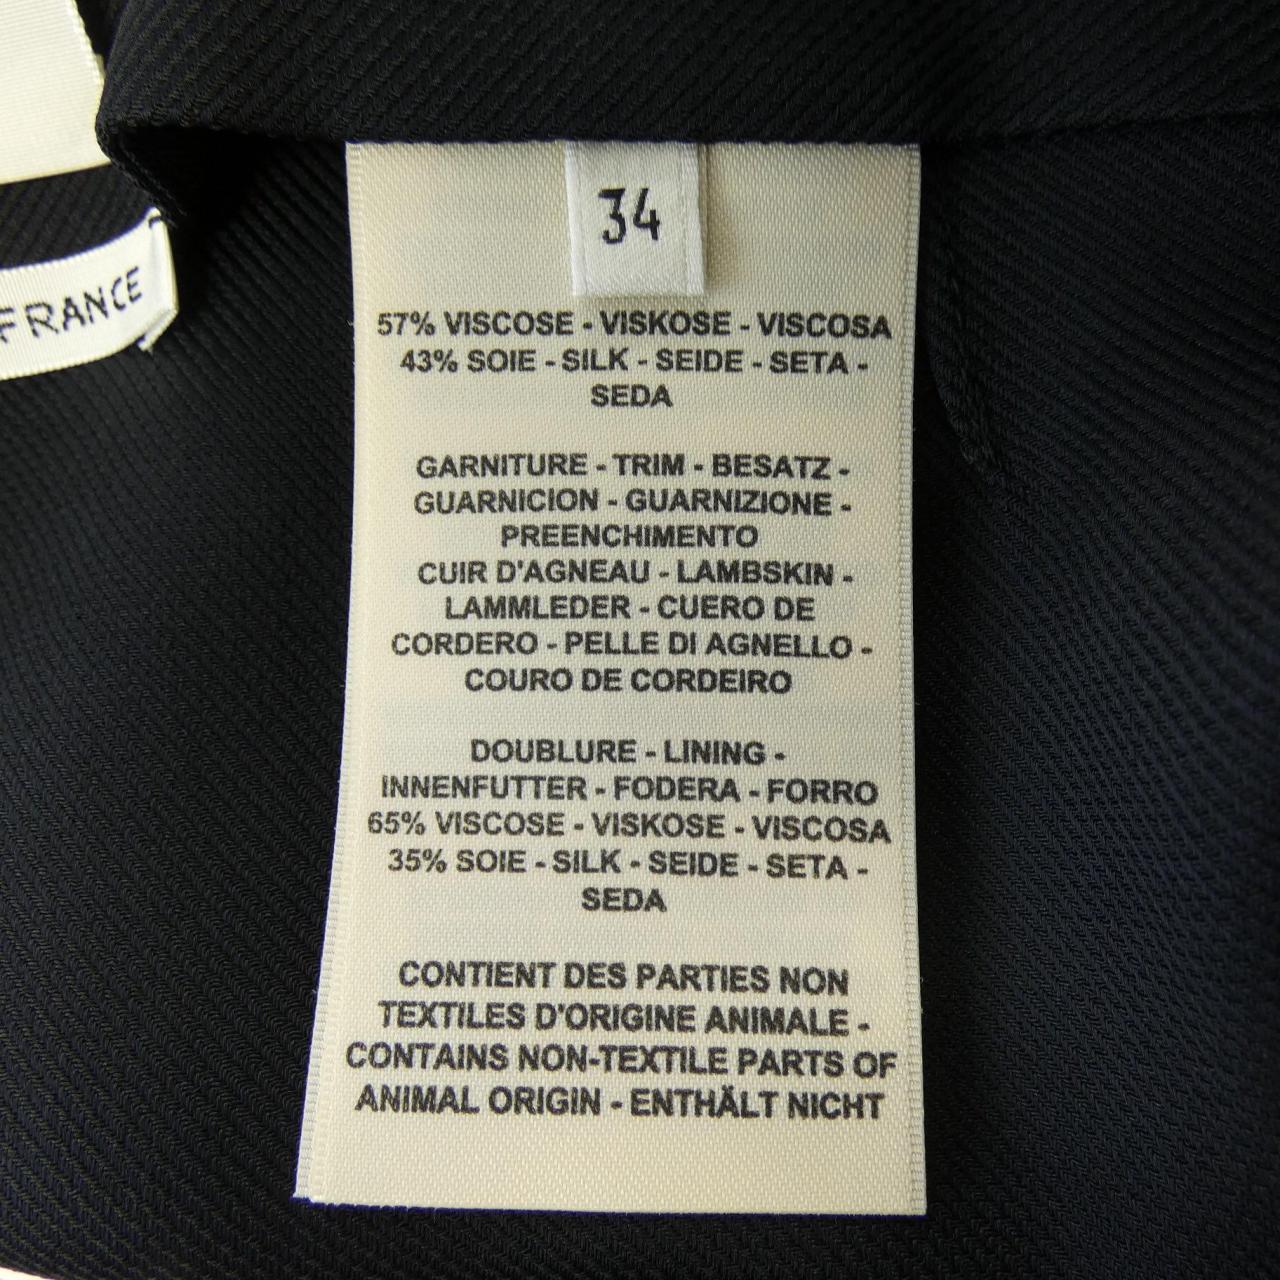 34
FRANCE
57% VISCOSE - VISKOSE - VISCOSA
43% SOIE - SILK - SEIDE - SETA -
SEDA
GARNITURE - TRIM - BESATZ -
GUARNICION - GUARNIZIONE -
PREENCHIMENTO
CUIR D'AGNEAU - LAMBSKIN -
LAMMLEDER - CUERO DE
CORDERO - PELLE DI AGNELLO -
COURO DE CORDEIRO
DOUBLURE - LINING -
INNENFUTTER - FODERA - FORRO
65% VISCOSE - VISKOSE - VISCOSA
35% SOIE - SILK - SEIDE - SETA -
SEDA
CONTIENT DES PARTIES NON
TEXTILES D'ORIGINE ANIMALE -
CONTAINS NON-TEXTILE PARTS OF
ANIMAL ORIGIN - ENTHÄLT NICHT